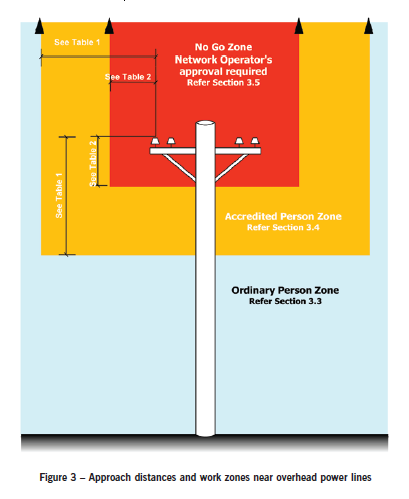 See Table 1
See Table 2
No Go Zone
Network Operator's
approval required
Refer Section 3.5
See Table 1
See Table 2
Accredited Person Zone
Refer Section 3.4
Ordinary Person Zone
Refer Section 3.3
Figure 3 – Approach distances and work zones near overhead power lines